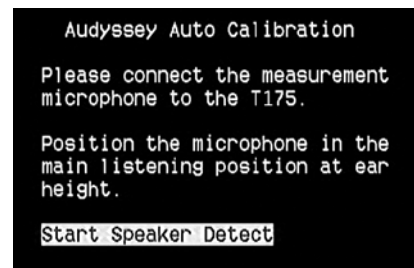 Audyssey Auto Calibration
Please connect the measurement
microphone to the T175.
Position the microphone in the
main listening position at ear
height.
Start Speaker Detect